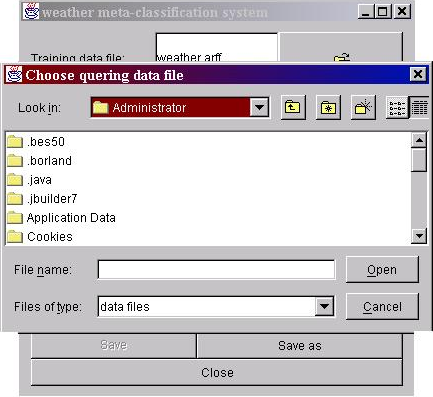 weather meta-classification system
Training data file: weather.arff
Choose quering data file
Look in: Administrator
.bes50
.borland
.java
.jbuilder7
Application Data
Cookies
File name: Open
Files of type: data files Cancel
Save Save as
Close